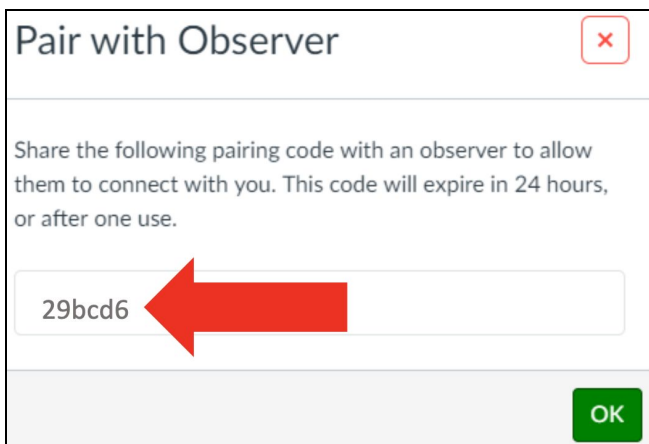 Pair with Observer
Share the following pairing code with an observer to allow
them to connect with you. This code will expire in 24 hours,
or after one use.
29bcd6
OK